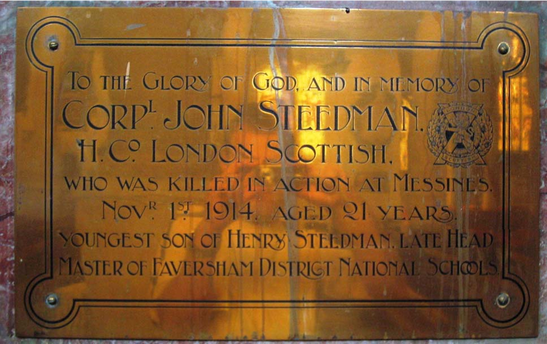 TO THE GLORY OF GOD, AND IN MEMORY OF
CORPL JOHN STEEDMAN.
H. CO LONDON SCOTTISH.
WHO WAS KILLED IN ACTION AT MESSINES.
NOVR. 1ST 1914. AGED 21 YEARS.
YOUNGEST SON OF HENRY STEEDMAN, LATE HEAD
MASTER OF FAVERSHAM DISTRICT NATIONAL SCHOOLS